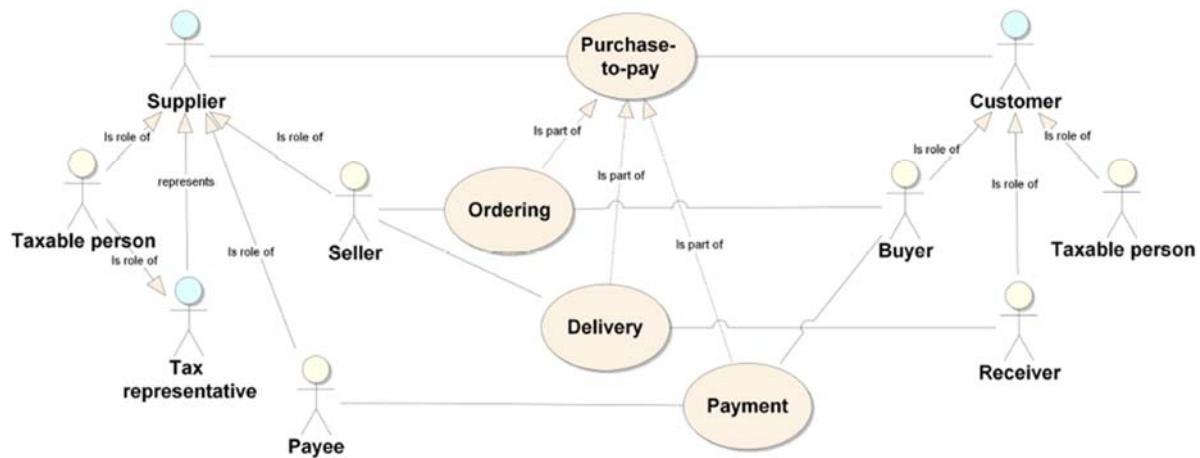 Purchase-
to-pay
Supplier
Customer
Is role of
Is role of
Is part of
Is role of
Is role of
represents
Is part of
Is role of
Ordering
Taxable person
Seller
Buyer
Taxable person
Is role of
Is role of
Is part of
Delivery
Tax
representative
Receiver
Payment
Payee